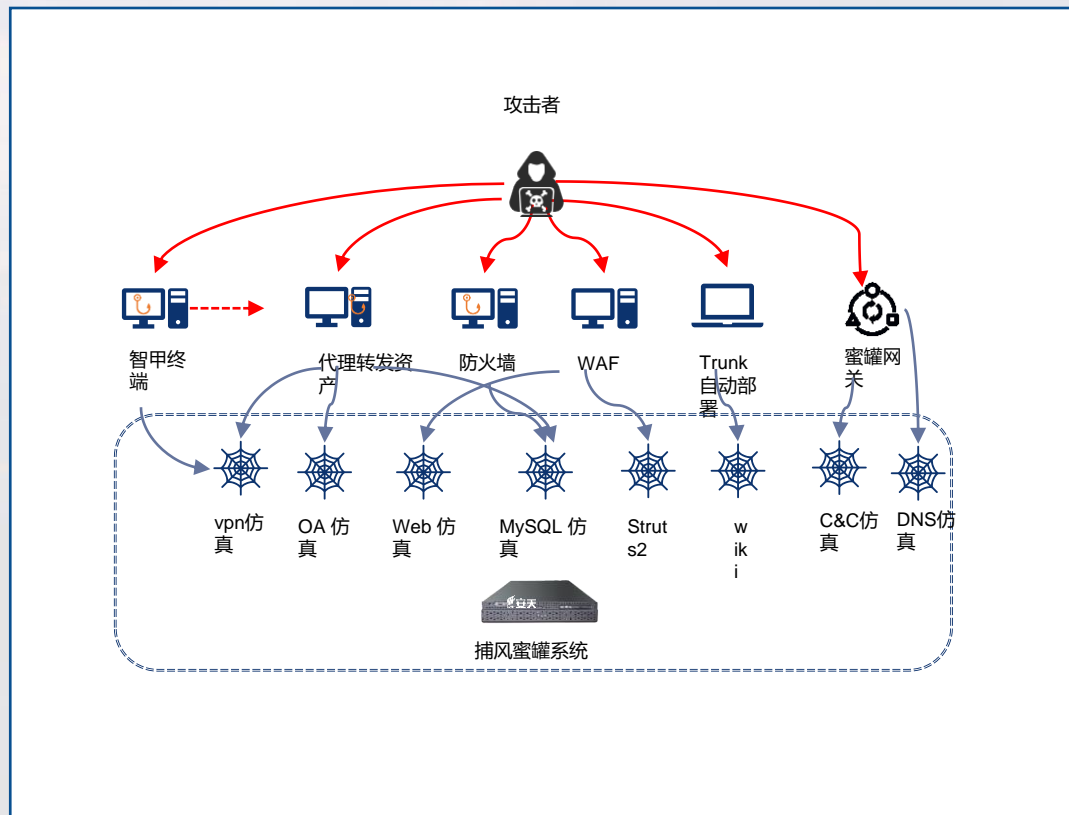 攻击者
智甲终
端
代理转发资
产
防火墙
WAF
Trunk
自动部
署
蜜罐网
关
vpn仿
真
OA 仿
真
Web 仿
真
MySQL 仿
真
Strut
s2
w
ik
i
C&C仿
真
DNS仿
真
安天
捕风蜜罐系统